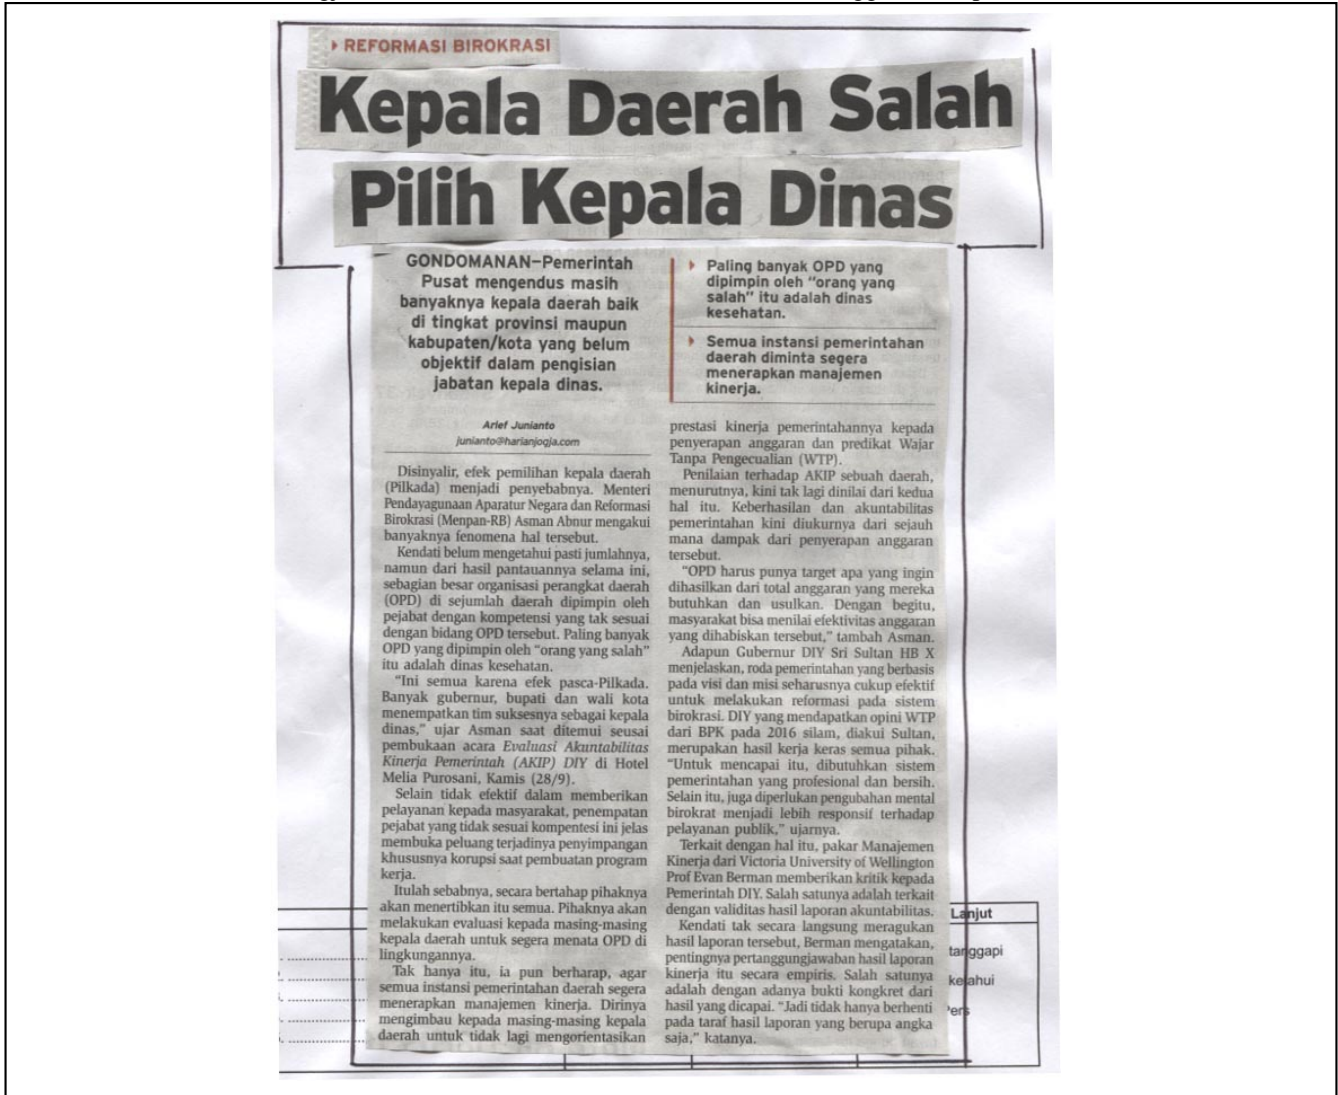 REFORMASI BIROKRASI
Kepala Daerah Salah
Pilih Kepala Dinas
GONDOMANAN–Pemerintah
Pusat mengendus masih
banyaknya kepala daerah baik
di tingkat provinsi maupun
kabupaten/kota yang belum
objektif dalam pengisian
jabatan kepala dinas.
Paling banyak OPD yang
dipimpin oleh “orang yang
salah” itu adalah dinas
kesehatan.
Semua instansi pemerintahan
daerah diminta segera
menerapkan manajemen
kinerja.
Arief Junianto
junianto@harianjogja.com
Disinyalir, efek pemilihan kepala daerah
(Pilkada) menjadi penyebabnya. Menteri
Pendayagunaan Aparatur Negara dan Reformasi
Birokrasi (Menpan-RB) Asman Abnur mengakui
banyaknya fenomena hal tersebut.
Kendati belum mengetahui pasti jumlahnya,
namun dari hasil pantauannya selama ini,
sebagian besar organisasi perangkat daerah
(OPD) di sejumlah daerah dipimpin oleh
pejabat dengan kompetensi yang tak sesuai
dengan bidang OPD tersebut. Paling banyak
OPD yang dipimpin oleh “orang yang salah”
itu adalah dinas kesehatan.
“Ini semua karena efek pasca-Pilkada.
Banyak gubernur, bupati dan wali kota
menempatkan tim suksesnya sebagai kepala
dinas,” ujar Asman saat ditemui seusai
pembukaan acara Evaluasi Akuntabilitas
Kinerja Pemerintah (AKIP) DIY di Hotel
Melia Purosani, Kamis (28/9).
Selain tidak efektif dalam memberikan
pelayanan kepada masyarakat, penempatan
pejabat yang tidak sesuai kompentesi ini jelas
membuka peluang terjadinya penyimpangan
khususnya korupsi saat pembuatan program
kerja.
Itulah sebabnya, secara bertahap pihaknya
akan menertibkan itu semua. Pihaknya akan
melakukan evaluasi kepada masing-masing
kepala daerah untuk segera menata OPD di
lingkungannya.
Tak hanya itu, ia pun berharap, agar
semua instansi pemerintahan daerah segera
menerapkan manajemen kinerja. Dirinya
mengimbau kepada masing-masing kepala
daerah untuk tidak lagi mengorientasikan
prestasi kinerja pemerintahannya kepada
penyerapan anggaran dan predikat Wajar
Tanpa Pengecualian (WTP).
Penilaian terhadap AKIP sebuah daerah,
menurutnya, kini tak lagi dinilai dari kedua
hal itu. Keberhasilan dan akuntabilitas
pemerintahan kini diukurnya dari sejauh
mana dampak dari penyerapan anggaran
tersebut.
“OPD harus punya target apa yang ingin
dihasilkan dari total anggaran yang mereka
butuhkan dan usulkan. Dengan begitu,
masyarakat bisa menilai efektivitas anggaran
yang dihabiskan tersebut,” tambah Asman.
Adapun Gubernur DIY Sri Sultan HB X
menjelaskan, roda pemerintahan yang berbasis
pada visi dan misi seharusnya cukup efektif
untuk melakukan reformasi pada sistem
birokrasi. DIY yang mendapatkan opini WTP
dari BPK pada 2016 silam, diakui Sultan,
merupakan hasil kerja keras semua pihak.
“Untuk mencapai itu, dibutuhkan sistem
pemerintahan yang profesional dan bersih.
Selain itu, juga diperlukan pengubahan mental
birokrat menjadi lebih responsif terhadap
pelayanan publik,” ujarnya.
Terkait dengan hal itu, pakar Manajemen
Kinerja dari Victoria University of Wellington
Prof Evan Berman memberikan kritik kepada
Pemerintah DIY. Salah satunya adalah terkait
dengan validitas hasil laporan akuntabilitas.
Kendati tak secara langsung meragukan
hasil laporan tersebut, Berman mengatakan,
pentingnya pertanggungjawaban hasil laporan
kinerja itu secara empiris. Salah satunya
adalah dengan adanya bukti kongkret dari
hasil yang dicapai. “Jadi tidak hanya berhenti
pada taraf hasil laporan yang berupa angka
saja,” katanya.
Lanjut
tanggapi
ketahui
Pers